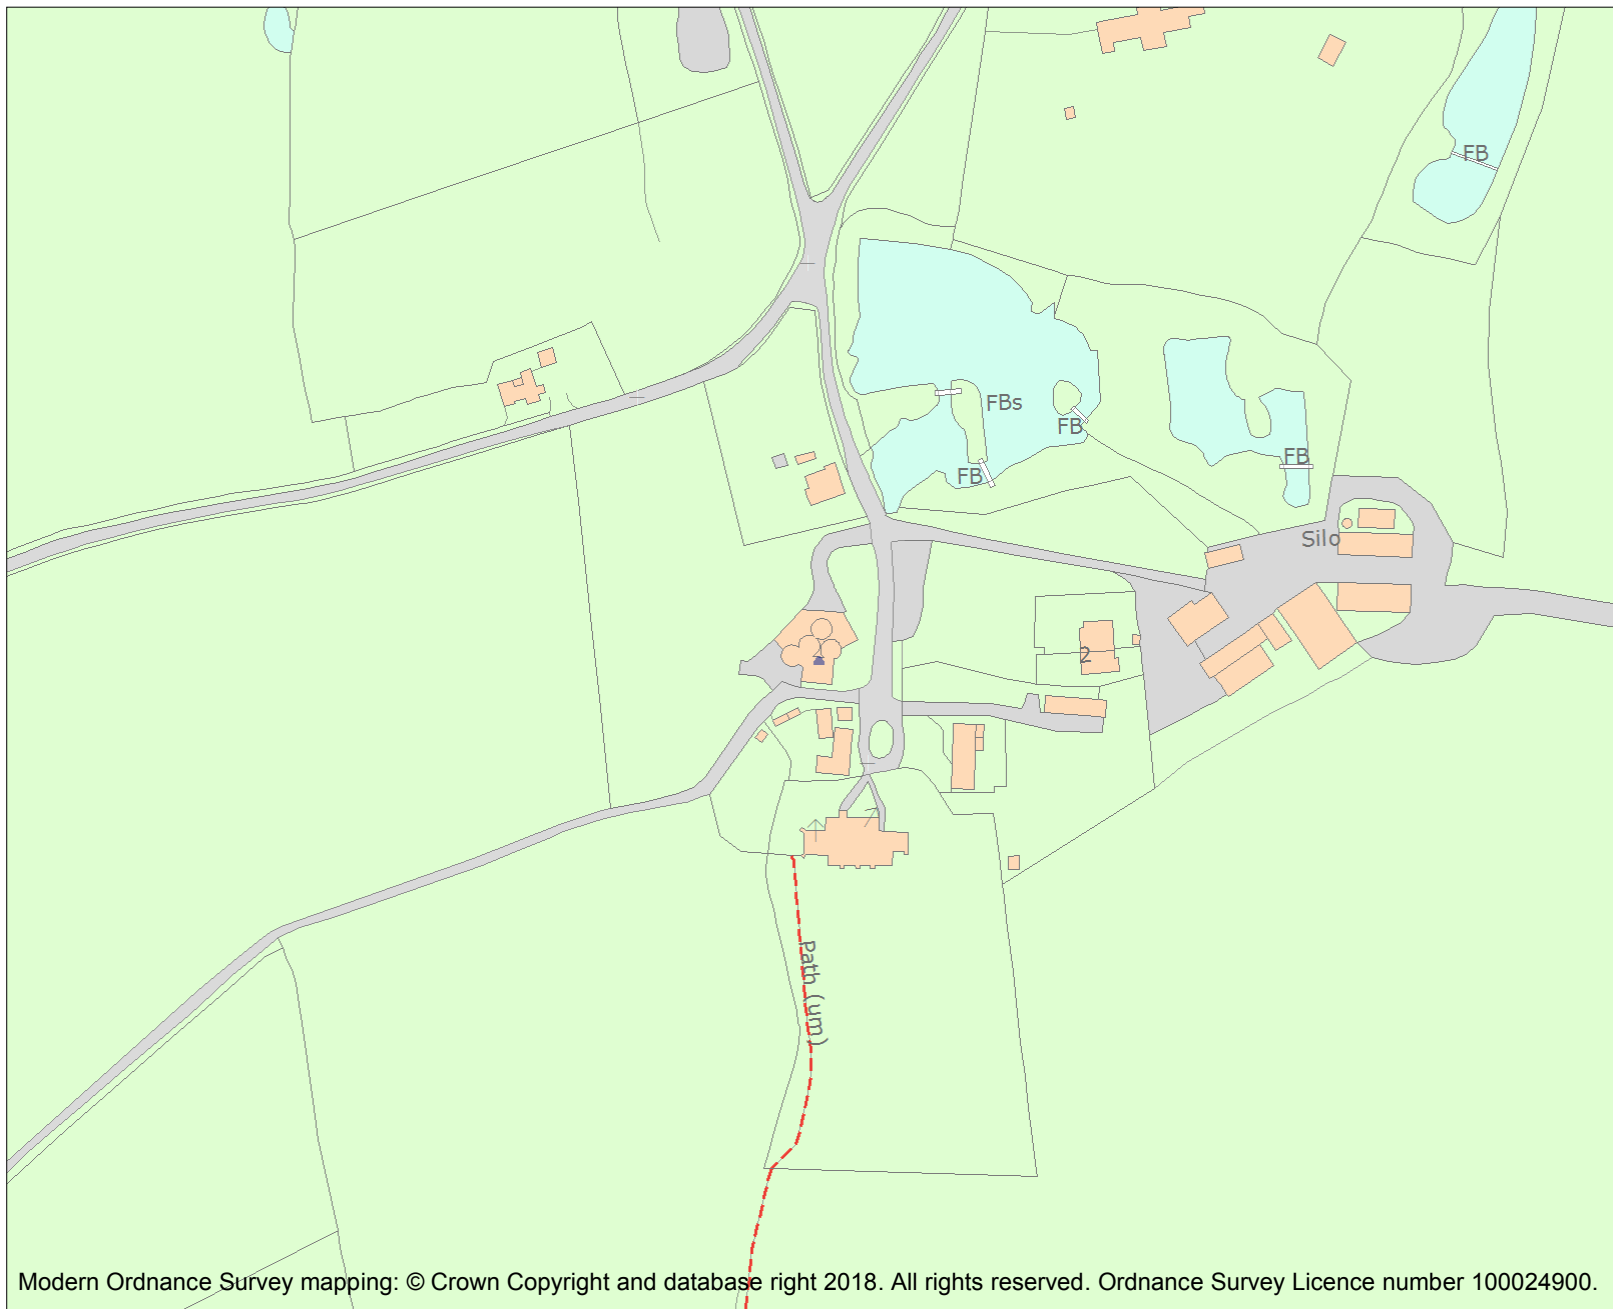 FB
FBs
FB
FB
FB
Silo
2
Path (um)
Modern Ordnance Survey mapping: © Crown Copyright and database right 2018. All rights reserved. Ordnance Survey Licence number 100024900.